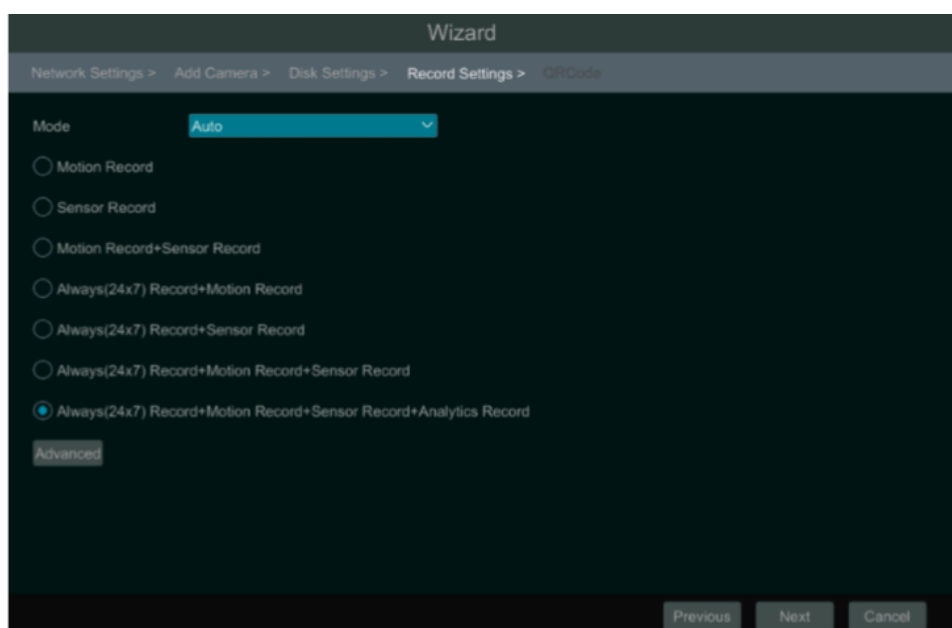 Wizard
Network Settings > Add Camera > Disk Settings > Record Settings > QRCode
Mode Auto
Motion Record
Sensor Record
Motion Record+Sensor Record
Always(24x7) Record+Motion Record
Always(24x7) Record+Sensor Record
Always(24x7) Record+Motion Record+Sensor Record
Always(24x7) Record+Motion Record+Sensor Record+Analytics Record
Advanced
Previous Next Cancel